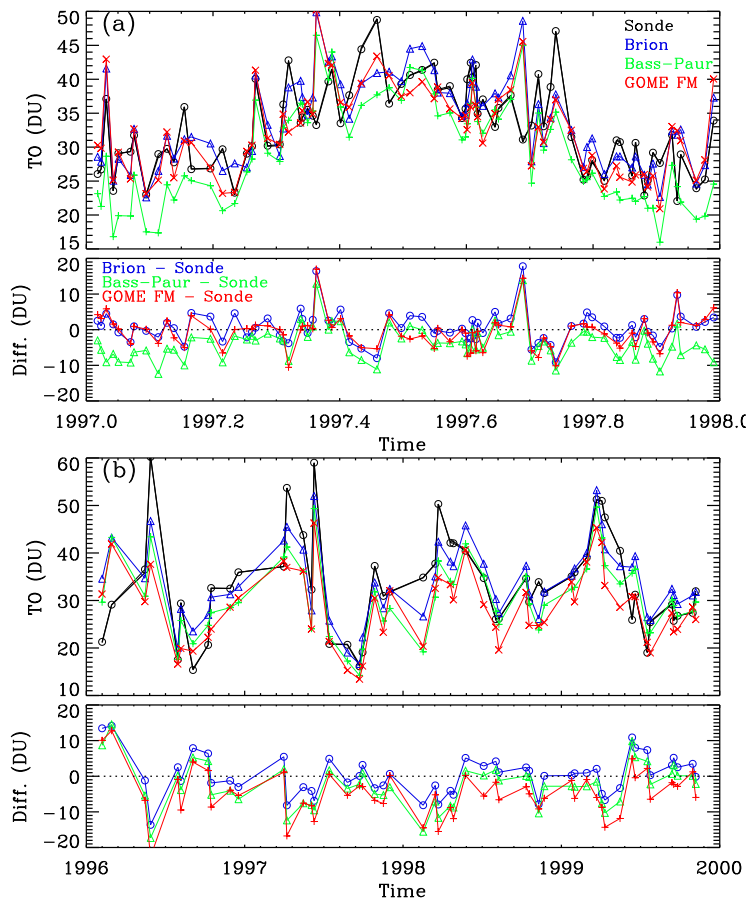 (a)
Sonde
Brion
Bass-Paur
GOME FM
TO (DU)
50
45
40
35
30
25
20
15
Brion - Sonde
Bass-Paur - Sonde
GOME FM - Sonde
Diff. (DU)
20
10
0
-10
-20
1997.0 1997.2 1997.4 1997.6 1997.8 1998.0
Time
(b)
TO (DU)
60
50
40
30
20
10
Diff. (DU)
20
10
0
-10
-20
1996 1997 1998 1999 2000
Time